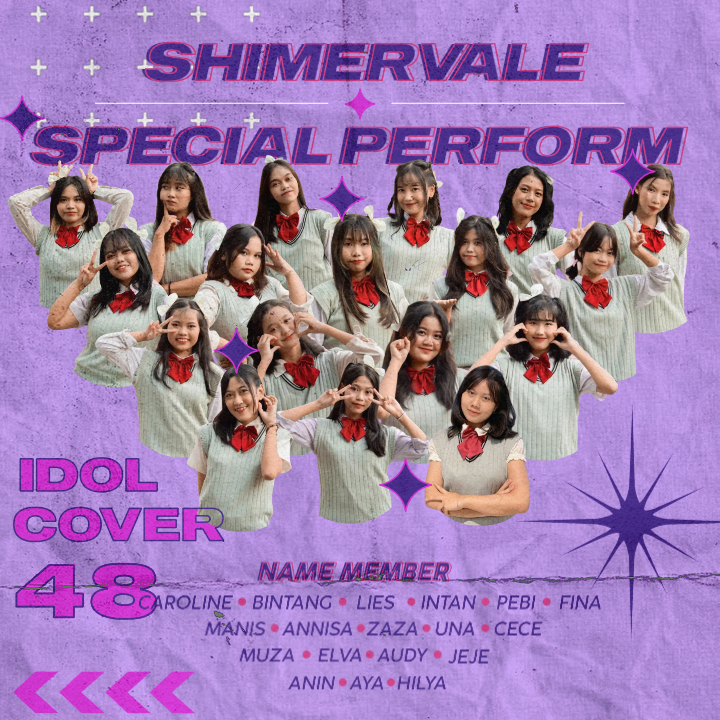 SHIMERVALE
SPECIAL PERFORM
IDOL
COVER
48
NAME MEMBER
CAROLINE • BINTANG • LIES • INTAN • PEBI • FINA
MANIS • ANNISA • ZAZA • UNA • CECE
MUZA • ELVA • AUDY • JEJE
ANIN • AYA • HILYA